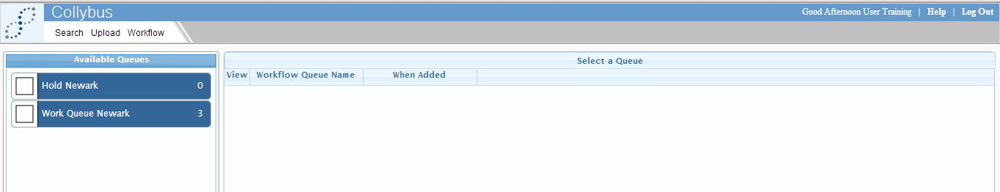 Collybus
Good Afternoon User Training | Help | Log Out
Search Upload Workflow
Available Queues
Hold Newark 0
Work Queue Newark 3
Select a Queue
View Workflow Queue Name When Added